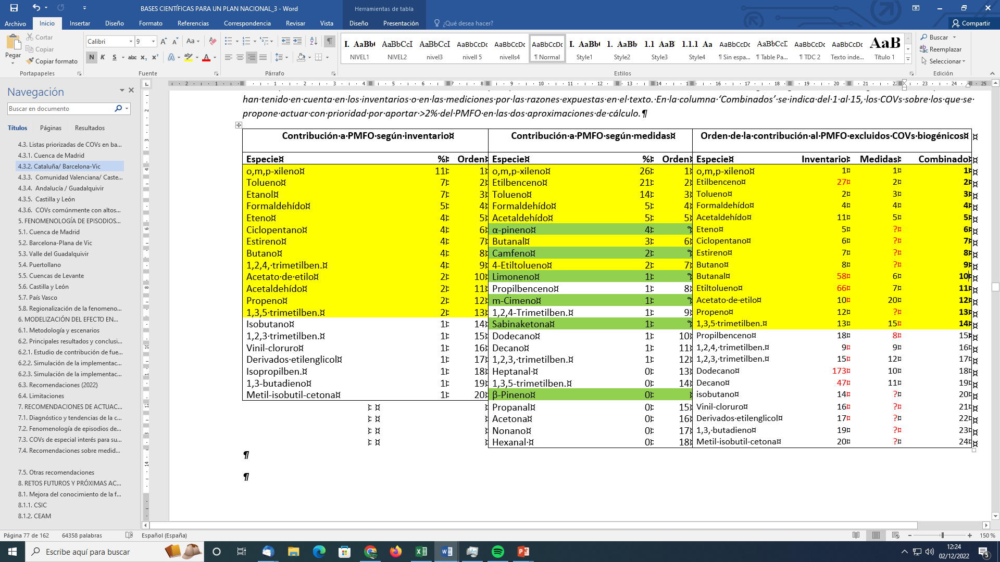 BASES CIENTÍFICAS PARA UN PLAN NACIONAL_3 - Word
Herramientas de tabla
Archivo Inicio Insertar Diseño Formato Referencias Correspondencia Revisar Vista Diseño Presentación ¿Qué desea hacer? Compartir
Pegar
Cortar
Copiar
Copiar formato
Portapapeles
Calibri 9
N K S abc x₂ x²
Fuente
Párrafo
I. AaBb( AaBbCcI AaBbCcI AaBbCcDc AaBbCcDc AaBbCcDc I. AaBb( 1. AaBb 1.1 AaB 1.1.1 Aa AaBbCcDc AaBbCcI AaBbCcDc AaBbCcDc AaB
NIVEL1 NIVEL2 nivel3 nivell 5 nivells4 ¶ Normal Style1 Style2 Style3 Style4 ¶ Sin espa... ¶ Table Pa... ¶ TDC 2 Texto inde... Título 1
Estilos
Buscar
Reemplazar
Seleccionar
Edición
Navegación
Buscar en documento
Títulos Páginas Resultados
4.3. Listas priorizadas de COVs en ba...
4.3.1. Cuenca de Madrid
4.3.2. Cataluña/ Barcelona-Vic
4.3.3. Comunidad Valenciana/ Caste...
4.3.4. Andalucía / Guadalquivir
4.3.5. Castilla y León
4.3.6. COVs comúnmente con altos...
5. FENOMENOLOGÍA DE EPISODIOS...
5.1. Cuenca de Madrid
5.2. Barcelona-Plana de Vic
5.3. Valle del Guadalquivir
5.4. Puertollano
5.5. Cuencas de Levante
5.6. Castilla y León
5.7. País Vasco
5.8. Regionalización de la fenomeno...
6. MODELIZACIÓN DEL EFECTO EN...
6.1. Metodología y escenarios
6.2. Principales resultados y conclusi...
6.2.1. Estudio de contribución de fue...
6.2.2. Simulación de la implementac...
6.2.3. Simulación de la implementac...
6.3. Recomendaciones (2022)
6.4. Limitaciones
7. RECOMENDACIONES DE ACTUAC...
7.1. Diagnóstico y tendencias de la c...
7.2. Fenomenología de episodios de...
7.3. COVs de especial interés para su...
7.4. Recomendaciones sobre medid...
7.5. Otras recomendaciones
8. RETOS FUTUROS Y PRÓXIMAS AC...
8.1. Mejora del conocimiento de la f...
8.1.1. CSIC
8.1.2. CEAM
han·tenido·en·cuenta·en·los·inventarios·o·en·las·mediciones·por·las·razones·expuestas·en·el·texto.·En·la·columna·‘Combinados’·se·indica·del·1·al·15,·los·COVs·sobre·los·que·se·
propone·actuar·con·prioridad·por·aportar·>2%·del·PMFO·en·las·dos·aproximaciones·de·cálculo.¶
Contribución·a·PMFO·según·inventario¤ Contribución·a·PMFO·según·medidas¤ Orden·de·la·contribución·al·PMFO·excluidos·COVs·biogénicos¤
Especie¤ %¤ Orden¤ Especie¤ %¤ Orden¤ Especie¤ Inventario¤ Medidas¤ Combinado¤
o,m,p-xileno¤ 11¤ 1¤ o,m,p-xileno¤ 26¤ 1¤ o,m,p-xileno¤ 1¤ 1¤ 1¤
Tolueno¤ 7¤ 2¤ Etilbenceno¤ 21¤ 2¤ Etilbenceno¤ 27¤ 2¤ 2¤
Etanol¤ 7¤ 3¤ Tolueno¤ 14¤ 3¤ Tolueno¤ 2¤ 3¤ 3¤
Formaldehído¤ 5¤ 4¤ Formaldehído¤ 5¤ 4¤ Formaldehído¤ 4¤ 4¤ 4¤
Eteno¤ 4¤ 5¤ Acetaldehído¤ 5¤ 5¤ Acetaldehído¤ 11¤ 5¤ 5¤
Ciclopentano¤ 4¤ 6¤ α-pineno¤ 4¤ ¤ Eteno¤ 5¤ ?¤ 6¤
Estireno¤ 4¤ 7¤ Butanal¤ 3¤ 6¤ Ciclopentano¤ 6¤ ?¤ 7¤
Butano¤ 4¤ 8¤ Camfeno¤ 2¤ ¤ Estireno¤ 7¤ ?¤ 8¤
1,2,4,·trimetilben.¤ 4¤ 9¤ 4-Etiltolueno¤ 2¤ 7¤ Butano¤ 8¤ ?¤ 9¤
Acetato·de·etilo¤ 2¤ 10¤ Limoneno¤ 1¤ ¤ Butanal¤ 58¤ 6¤ 10¤
Acetaldehído¤ 2¤ 11¤ Propilbenceno¤ 1¤ 8¤ Etiltolueno¤ 66¤ 7¤ 11¤
Propeno¤ 2¤ 12¤ m-Cimeno¤ 1¤ ¤ Acetato·de·etilo¤ 10¤ 20¤ 12¤
1,3,5·trimetilben.¤ 2¤ 13¤ 1,2,4-Trimetilben.¤ 1¤ 9¤ Propeno¤ 12¤ ?¤ 13¤
Isobutano¤ 1¤ 14¤ Sabinaketona¤ 1¤ ¤ 1,3,5·trimetilben.¤ 13¤ 15¤ 14¤
1,2,3·trimetilben.¤ 1¤ 15¤ Dodecano¤ 1¤ 10¤ Propilbenceno¤ 18¤ 8¤ 15¤
Vinil-cloruro¤ 1¤ 16¤ Decano¤ 1¤ 11¤ 1,2,4,·trimetilben.¤ 9¤ 9¤ 16¤
Derivados·etilenglicol¤ 1¤ 17¤ 1,2,3,·trimetilben.¤ 1¤ 12¤ 1,2,3,·trimetilben.¤ 15¤ 12¤ 17¤
Isopropilben.¤ 1¤ 18¤ Heptanal·¤ 0¤ 13¤ Dodecano¤ 173¤ 10¤ 18¤
1,3-butadieno¤ 1¤ 19¤ 1,3,5-trimetilben.¤ 0¤ 14¤ Decano¤ 47¤ 11¤ 19¤
Metil-isobutil-cetona¤ 1¤ 20¤ β-Pineno¤ 0¤ isobutano¤ 14¤ ?¤ 20¤
Propanal¤ 0¤ 15¤ Vinil-cloruro¤ 16¤ ?¤ 21¤
Acetona¤ 0¤ 16¤ Derivados·etilenglicol¤ 17¤ ?¤ 22¤
Nonano¤ 0¤ 17¤ 1,3,·butadieno¤ 19¤ ?¤ 23¤
Hexanal·¤ 0¤ 18¤ Metil-isobutil-cetona¤ 20¤ ?¤ 24¤
¶
¶
Página 77 de 162 64358 palabras Español (España) 150 %
Escribe aquí para buscar
12:24
02/12/2022
5